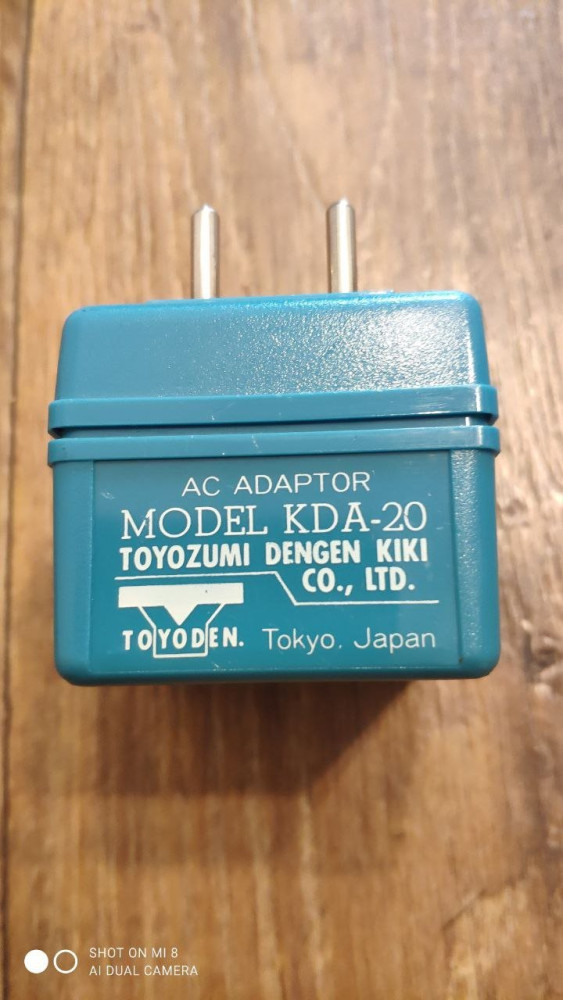 AC ADAPTOR
MODEL KDA-20
TOYOZUMI DENGEN KIKI
CO., LTD.
TOYODEN. Tokyo. Japan
SHOT ON MI 8
AI DUAL CAMERA